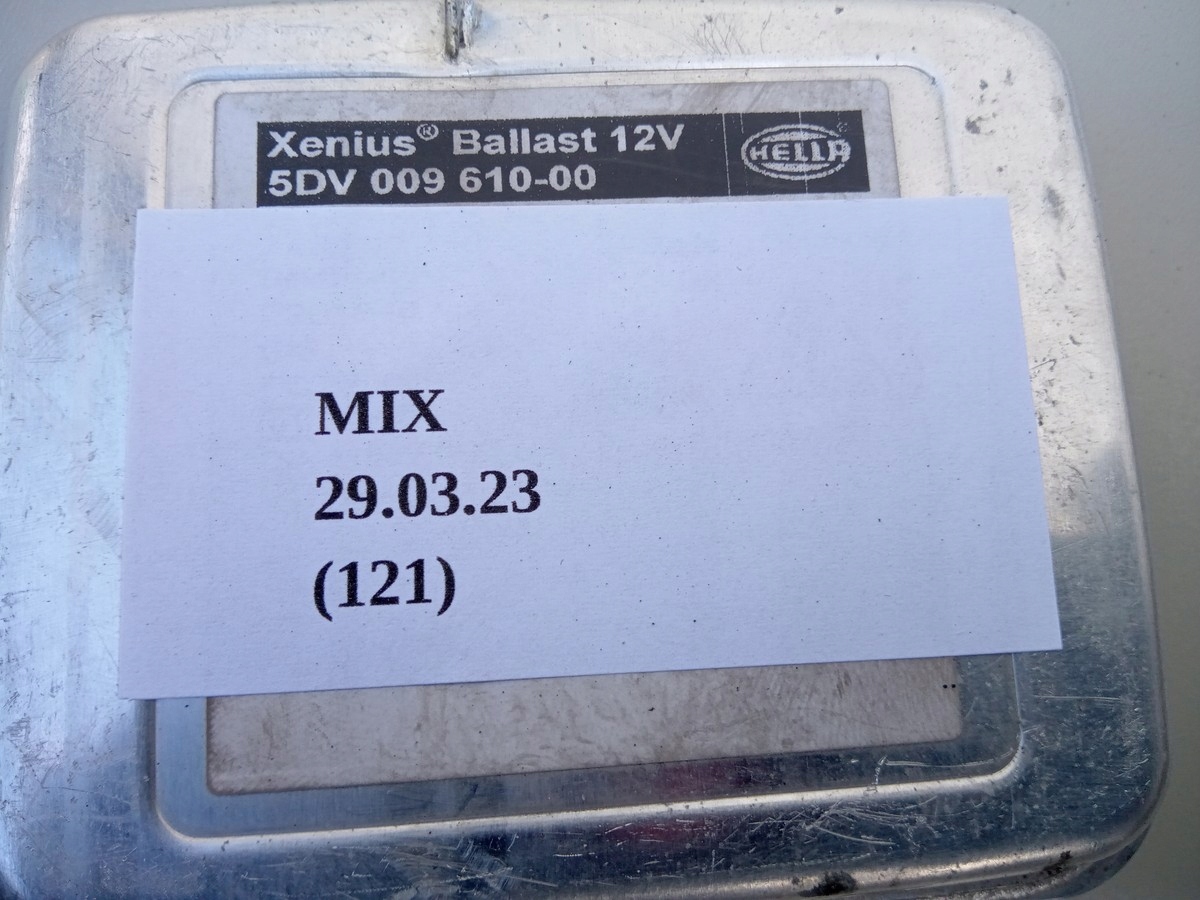 Xenius® Ballast 12V
HELLA
5DV 009 610-00
MIX
29.03.23
(121)